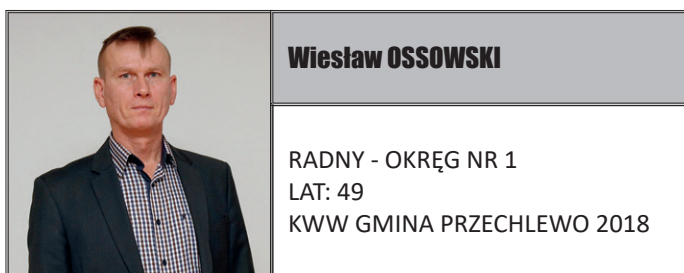 Wiesław OSSOWSKI
RADNY - OKRĘG NR 1
LAT: 49
KWW GMINA PRZECHLEWO 2018